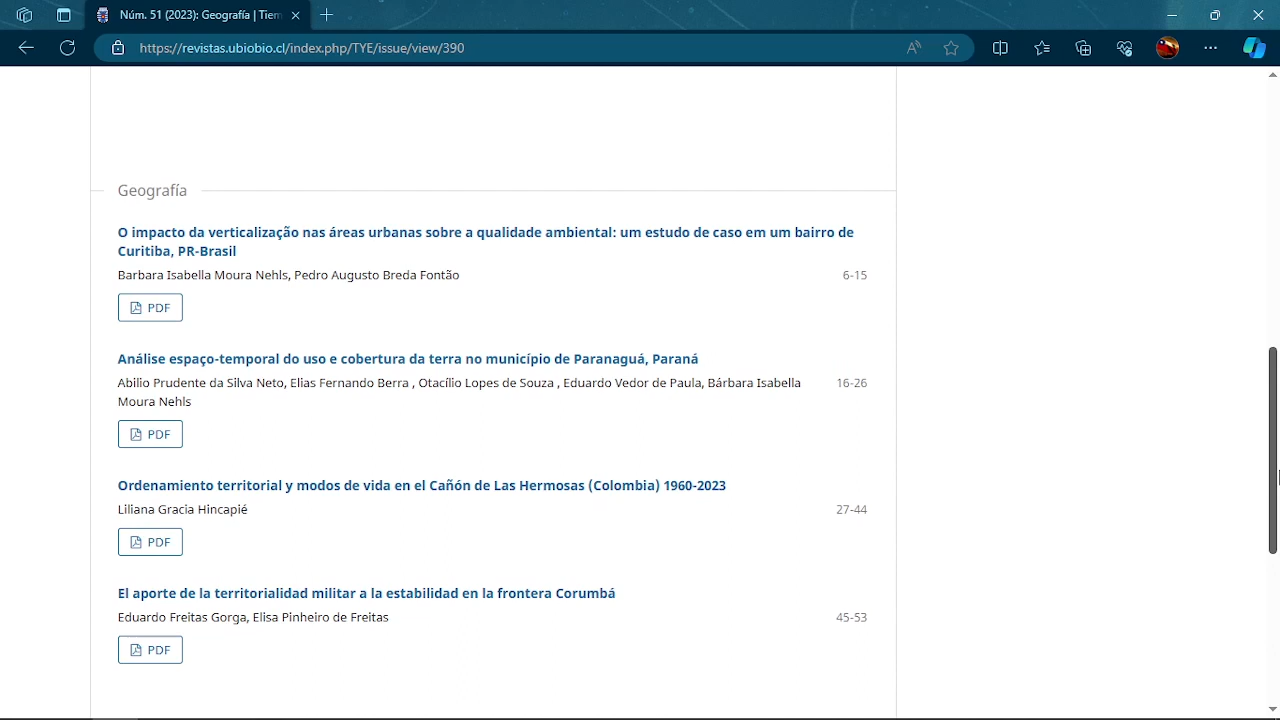 Núm. 51 (2023): Geografía | Tiem
https://revistas.ubiobio.cl/index.php/TYE/issue/view/390
Geografía
O impacto da verticalização nas áreas urbanas sobre a qualidade ambiental: um estudo de caso em um bairro de
Curitiba, PR-Brasil
Barbara Isabella Moura Nehls, Pedro Augusto Breda Fontão 6-15
PDF
Análise espaço-temporal do uso e cobertura da terra no município de Paranaguá, Paraná
Abilio Prudente da Silva Neto, Elias Fernando Berra , Otacílio Lopes de Souza , Eduardo Vedor de Paula, Bárbara Isabella 16-26
Moura Nehls
PDF
Ordenamiento territorial y modos de vida en el Cañón de Las Hermosas (Colombia) 1960-2023
Liliana Gracia Hincapié 27-44
PDF
El aporte de la territorialidad militar a la estabilidad en la frontera Corumbá
Eduardo Freitas Gorga, Elisa Pinheiro de Freitas 45-53
PDF